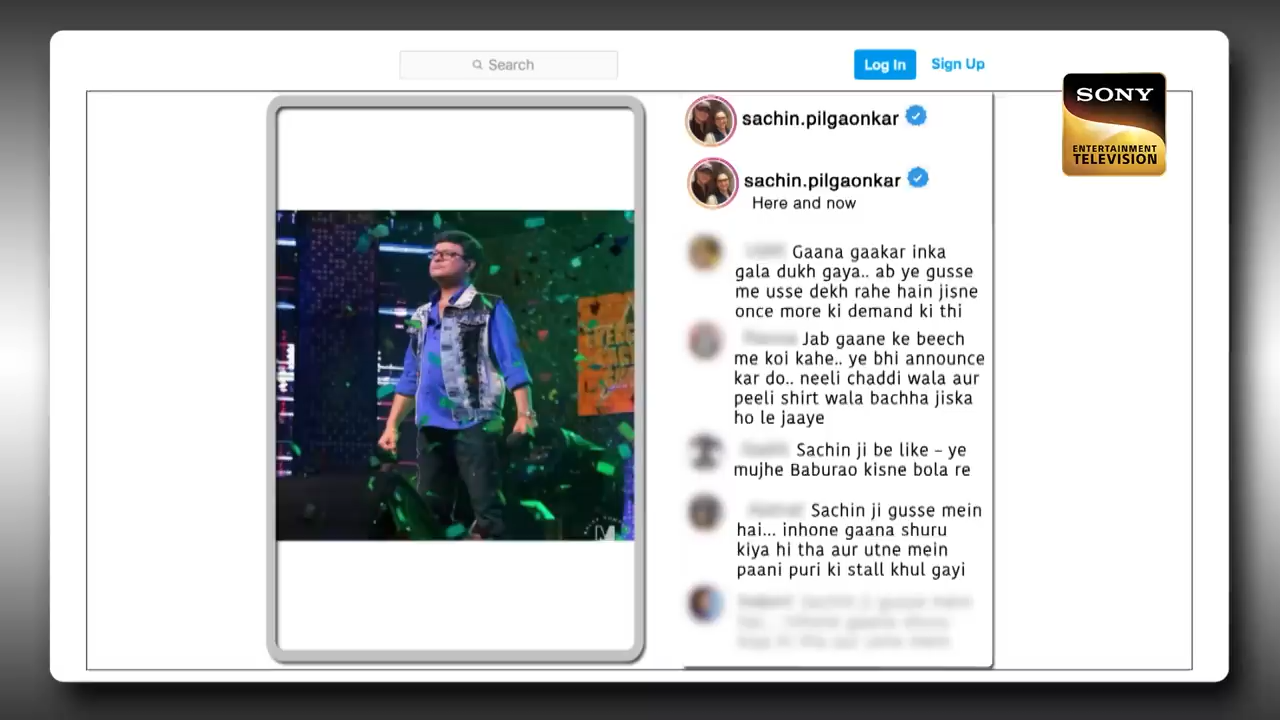 Search
Log In
Sign Up
SONY
ENTERTAINMENT
TELEVISION
sachin.pilgaonkar
sachin.pilgaonkar
Here and now
Gaana gaakar inka
gala dukh gaya.. ab ye gusse
me usse dekh rahe hain jisne
once more ki demand ki thi
Jab gaane ke beech
me koi kahe.. ye bhi announce
kar do.. neeli chaddi wala aur
peeli shirt wala bachha jiska
ho le jaaye
Sachin ji be like – ye
mujhe Baburao kisne bola re
Sachin ji gusse mein
hai... inhone gaana shuru
kiya hi tha aur utne mein
paani puri ki stall khul gayi